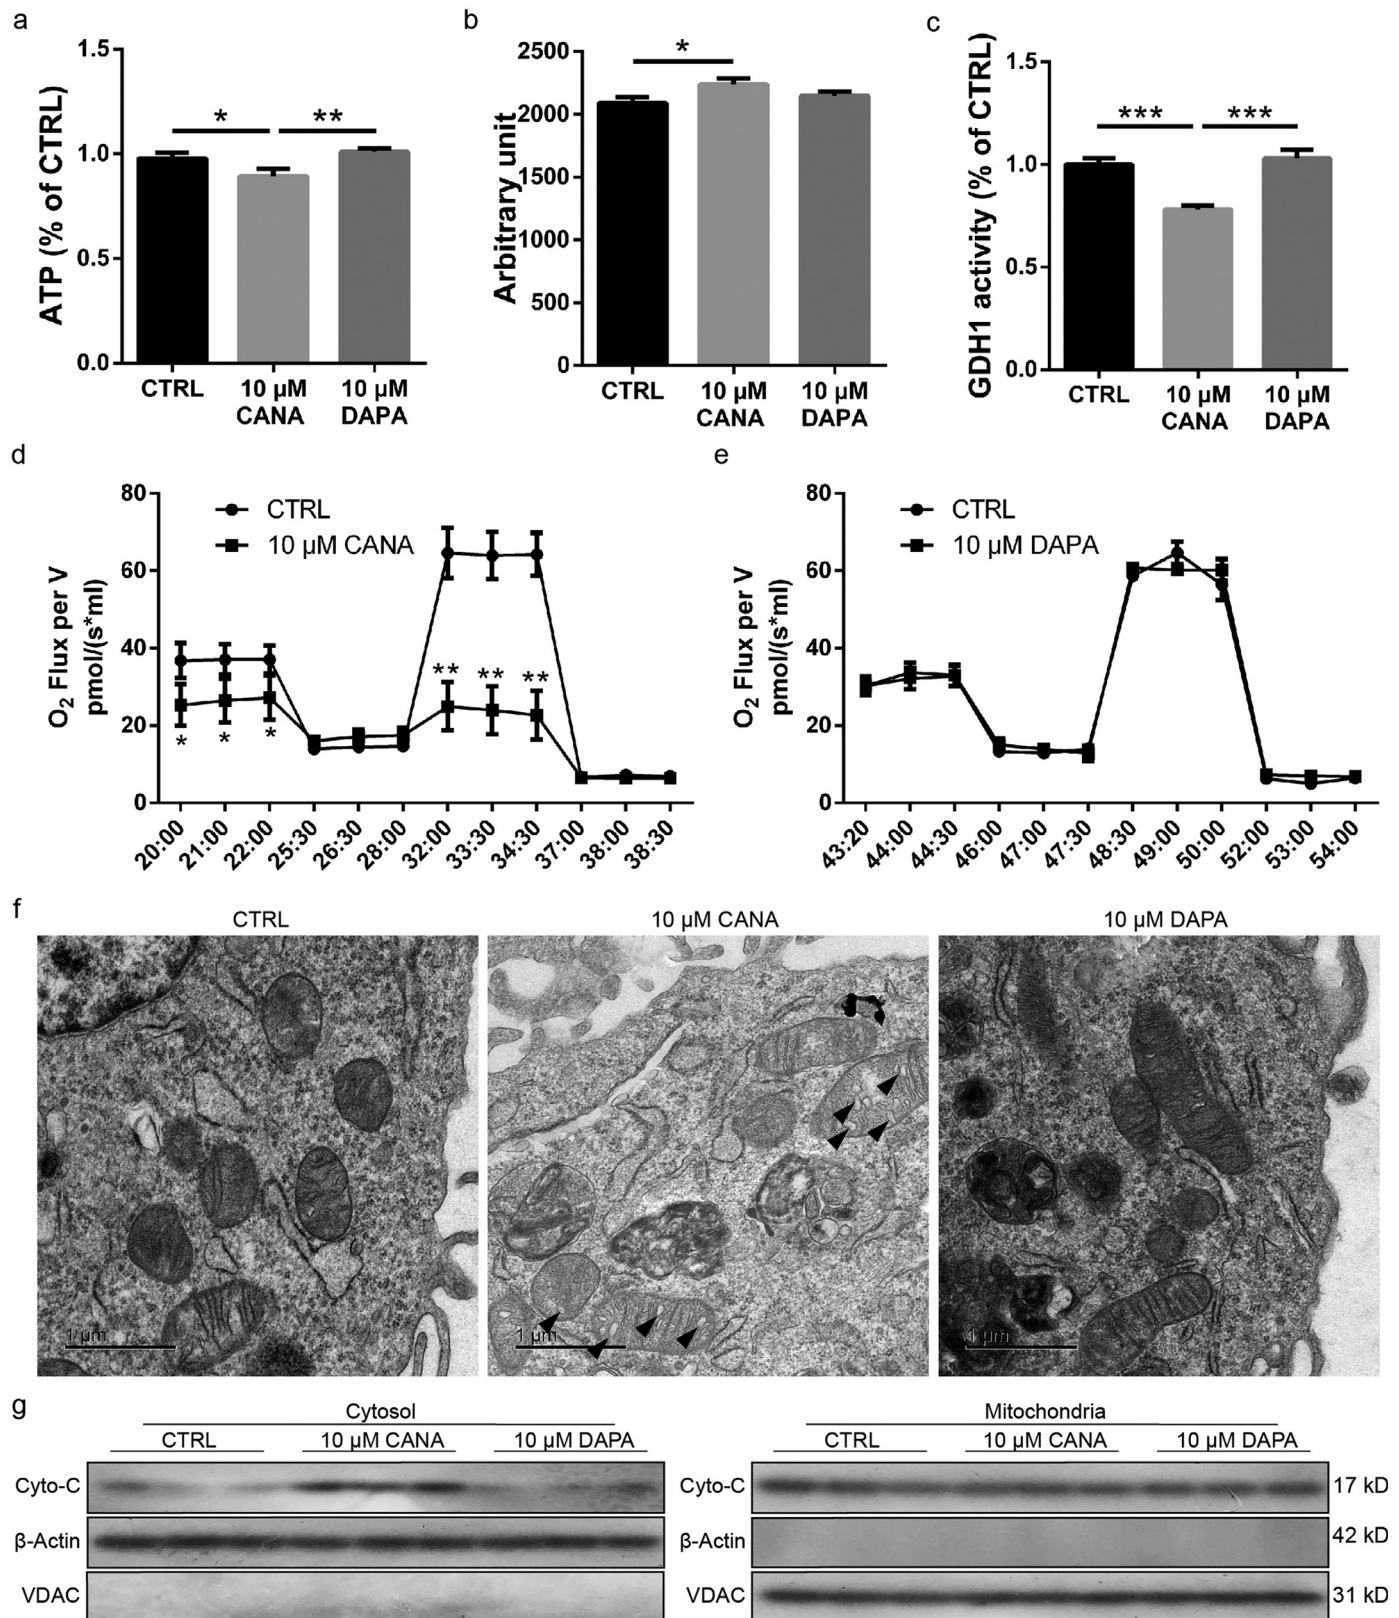 a
ATP (% of CTRL)
1.5
1.0
0.5
0.0
*
**
CTRL
10 µM
CANA
10 µM
DAPA
b
Arbitrary unit
2500
2000
1500
1000
500
0
*
CTRL
10 µM
CANA
10 µM
DAPA
c
GDH1 activity (% of CTRL)
1.5
1.0
0.5
0.0
***
***
CTRL
10 µM
CANA
10 µM
DAPA
d
O2 Flux per V
pmol/(s*ml)
80
60
40
20
0
CTRL
10 µM CANA
** ** **
* * *
20:00
21:00
22:00
25:30
26:30
28:00
32:00
33:30
34:30
37:00
38:00
38:30
e
O2 Flux per V
pmol/(s*ml)
80
60
40
20
0
CTRL
10 µM DAPA
43:20
44:00
44:30
46:00
47:00
47:30
48:30
49:00
50:00
52:00
53:00
54:00
f
CTRL
10 µM CANA
10 µM DAPA
1 µm
1 µm
1 µm
g
Cytosol
CTRL
10 µM CANA
10 µM DAPA
Cyto-C
β-Actin
VDAC
Mitochondria
CTRL
10 µM CANA
10 µM DAPA
Cyto-C
17 kD
β-Actin
42 kD
VDAC
31 kD